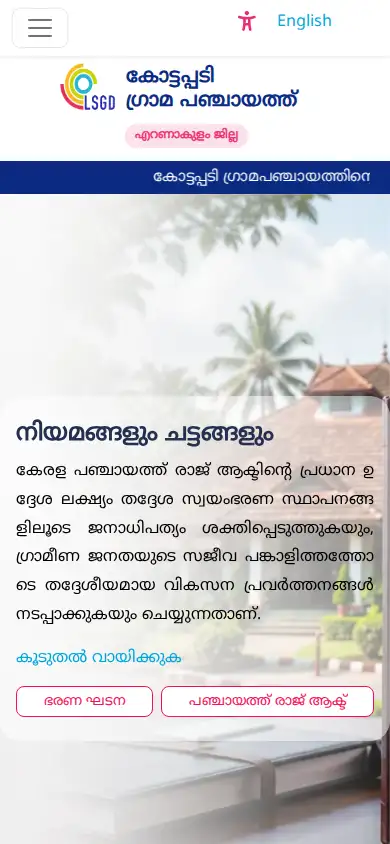 English
LSGD
കോട്ടപ്പടി
ഗ്രാമ പഞ്ചായത്ത്
എറണാകുളം ജില്ല
കോട്ടപ്പടി ഗ്രാമപഞ്ചായത്തിന്റെ
നിയമങ്ങളും ചട്ടങ്ങളും
കേരള പഞ്ചായത്ത് രാജ് ആക്ടിന്റെ പ്രധാന ഉ
ദ്ദേശ ലക്ഷ്യം തദ്ദേശ സ്വയംഭരണ സ്ഥാപനങ്ങ
ളിലൂടെ ജനാധിപത്യം ശക്തിപ്പെടുത്തുകയും,
ഗ്രാമീണ ജനതയുടെ സജീവ പങ്കാളിത്തത്തോ
ടെ തദ്ദേശീയമായ വികസന പ്രവർത്തനങ്ങൾ
നടപ്പാക്കുകയും ചെയ്യുന്നതാണ്.
കൂടുതൽ വായിക്കുക
ഭരണ ഘടന
പഞ്ചായത്ത് രാജ് ആക്ട്